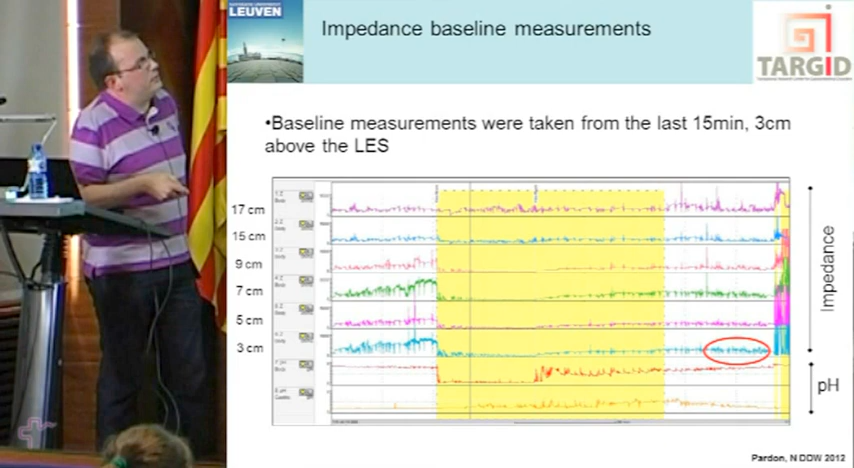 LEUVEN
Impedance baseline measurements
TARGID
•Baseline measurements were taken from the last 15min, 3cm
above the LES
17 cm
15 cm
9 cm
7 cm
5 cm
3 cm
Impedance
pH
Pardon, N DDW 2012